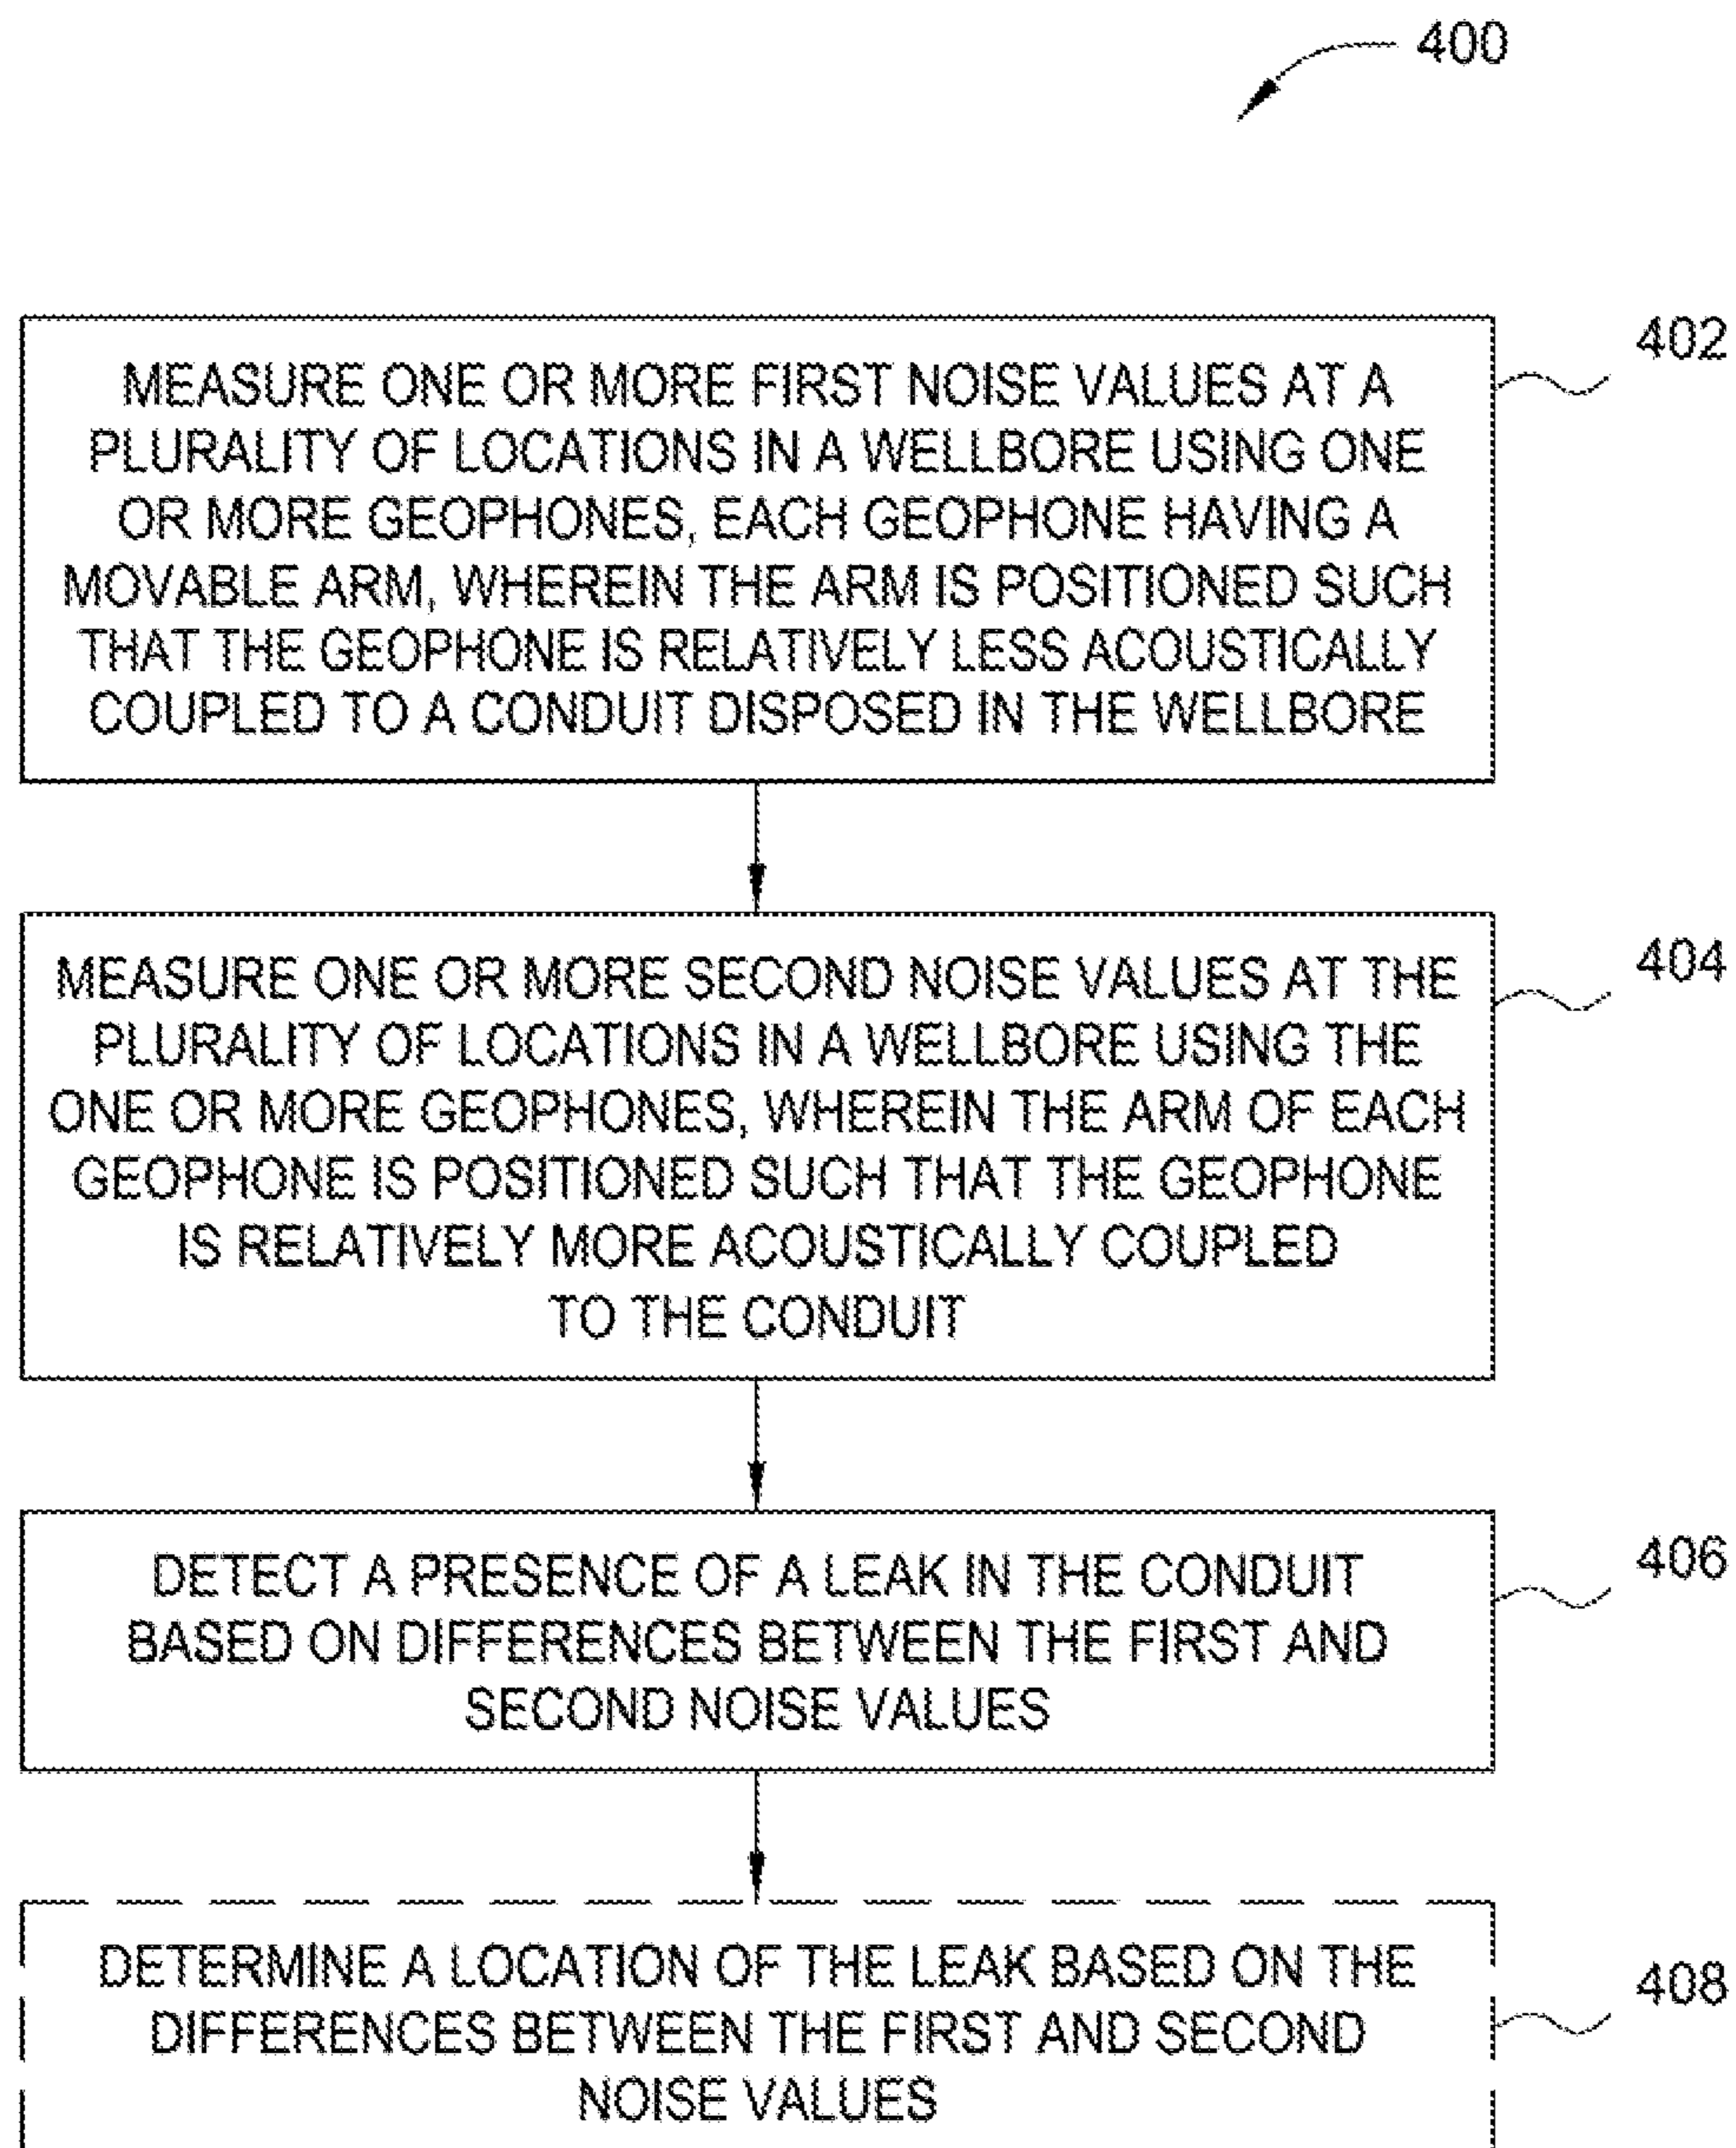 400
402
MEASURE ONE OR MORE FIRST NOISE VALUES AT A
PLURALITY OF LOCATIONS IN A WELLBORE USING ONE
OR MORE GEOPHONES, EACH GEOPHONE HAVING A
MOVABLE ARM, WHEREIN THE ARM IS POSITIONED SUCH
THAT THE GEOPHONE IS RELATIVELY LESS ACOUSTICALLY
COUPLED TO A CONDUIT DISPOSED IN THE WELLBORE
404
MEASURE ONE OR MORE SECOND NOISE VALUES AT THE
PLURALITY OF LOCATIONS IN A WELLBORE USING THE
ONE OR MORE GEOPHONES, WHEREIN THE ARM OF EACH
GEOPHONE IS POSITIONED SUCH THAT THE GEOPHONE
IS RELATIVELY MORE ACOUSTICALLY COUPLED
TO THE CONDUIT
406
DETECT A PRESENCE OF A LEAK IN THE CONDUIT
BASED ON DIFFERENCES BETWEEN THE FIRST AND
SECOND NOISE VALUES
408
DETERMINE A LOCATION OF THE LEAK BASED ON THE
DIFFERENCES BETWEEN THE FIRST AND SECOND
NOISE VALUES